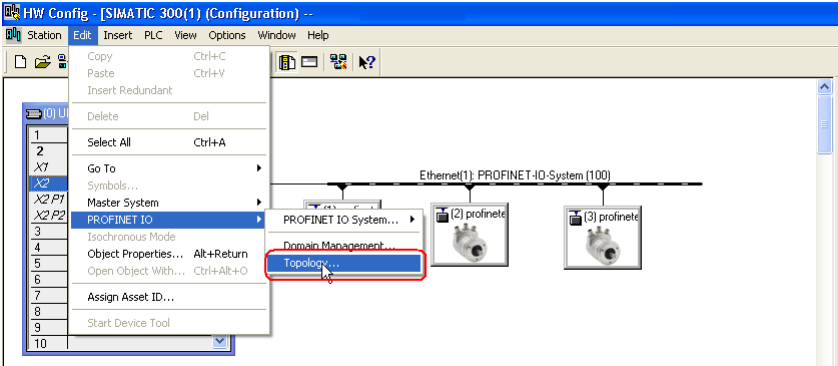 HW Config - [SIMATIC 300(1) (Configuration) --
Station Edit Insert PLC View Options Window Help
Copy Ctrl+C
Paste Ctrl+V
Insert Redundant
Delete Del
Select All Ctrl+A
Go To
Symbols...
Master System
PROFINET IO
Isochronous Mode
Object Properties... Alt+Return
Open Object With... Ctrl+Alt+O
Assign Asset ID...
Start Device Tool
PROFINET IO System...
Domain Management...
Topology...
(0) U
1
2
X1
X2
X2 P1
X2 P2
3
4
5
6
7
8
9
10
Ethernet(1): PROFINET-IO-System (100)
(2) profinete
(3) profinete